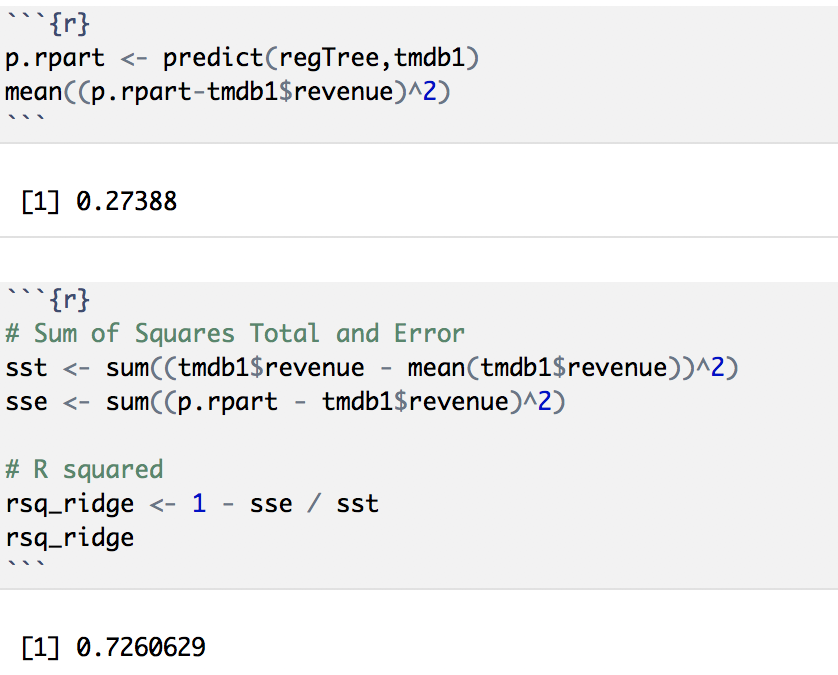 ```{r}
p.rpart <- predict(regTree,tmdb1)
mean((p.rpart-tmdb1$revenue)^2)
```
[1] 0.27388
```{r}
# Sum of Squares Total and Error
sst <- sum((tmdb1$revenue - mean(tmdb1$revenue))^2)
sse <- sum((p.rpart - tmdb1$revenue)^2)
# R squared
rsq_ridge <- 1 - sse / sst
rsq_ridge
```
[1] 0.7260629